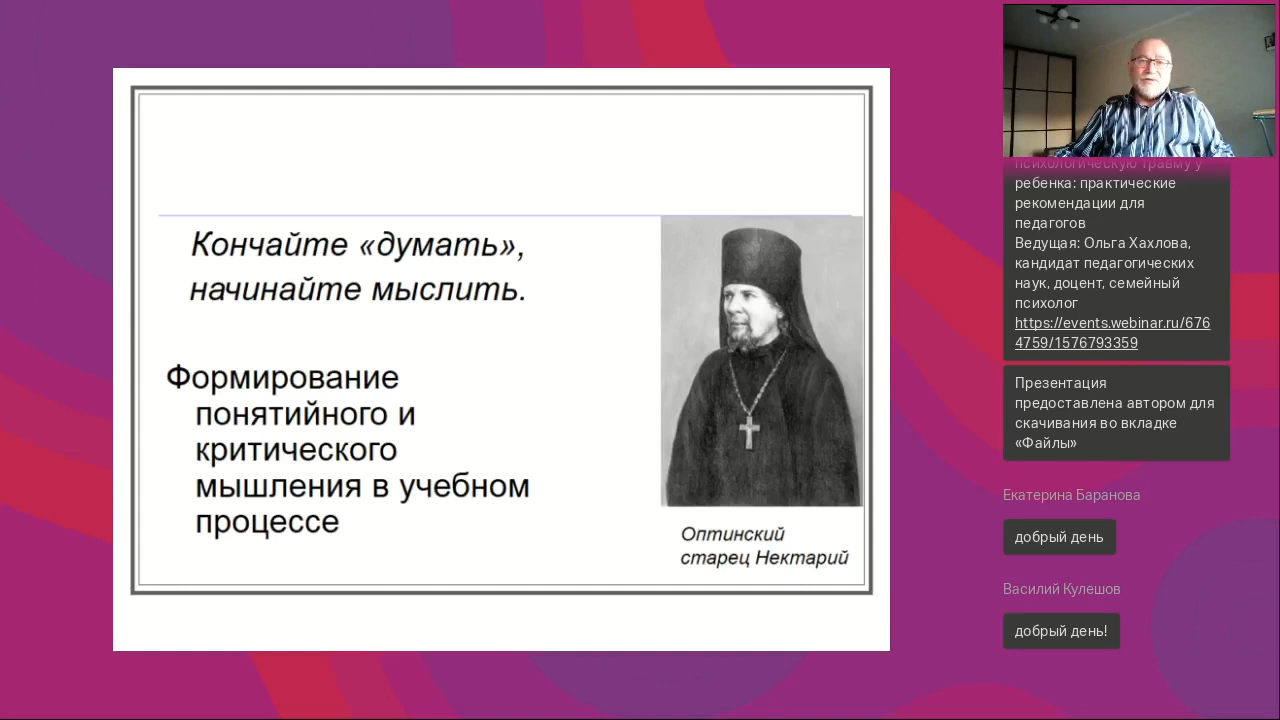 Кончайте «думать»,
начинайте мыслить.
Формирование
понятийного и
критического
мышления в учебном
процессе
Оптинский
старец Нектарий
психологическую травму у
ребенка: практические
рекомендации для
педагогов
Ведущая: Ольга Хахлова,
кандидат педагогических
наук, доцент, семейный
психолог
https://events.webinar.ru/676
4759/1576793359
Презентация
предоставлена автором для
скачивания во вкладке
«Файлы»
Екатерина Баранова
добрый день
Василий Кулешов
добрый день!